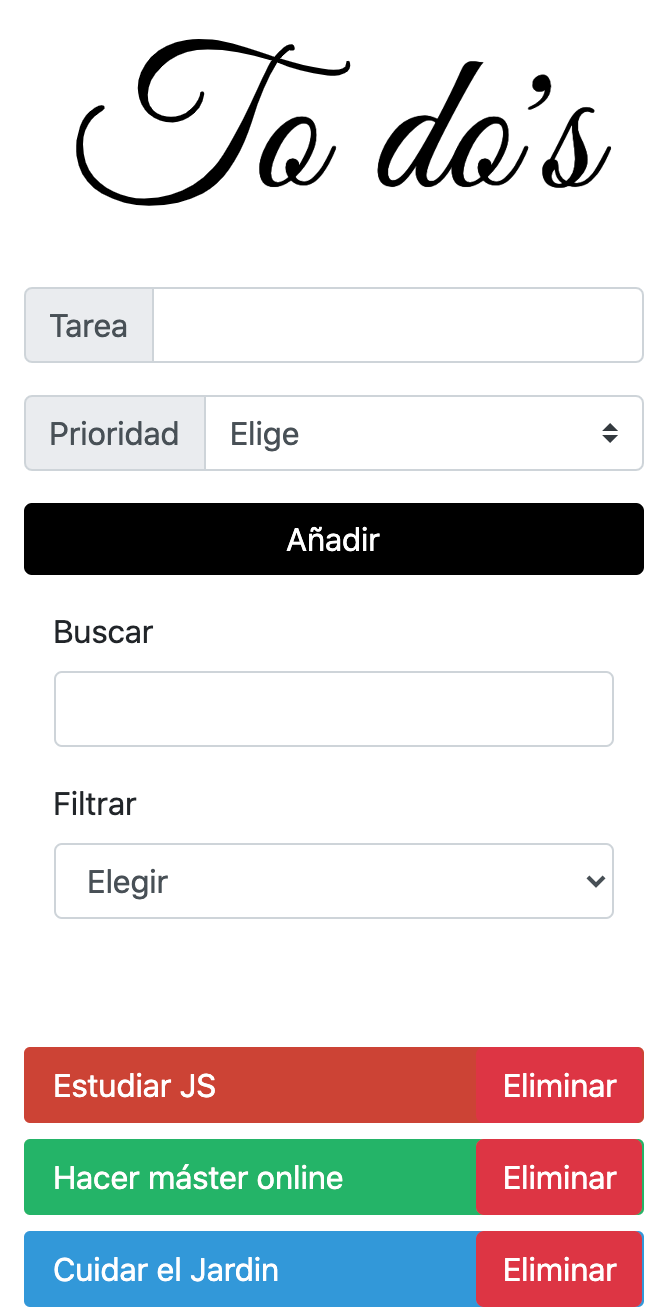 To do's
Tarea
Prioridad Elige
Añadir
Buscar
Filtrar
Elegir
Estudiar JS Eliminar
Hacer máster online Eliminar
Cuidar el Jardin Eliminar